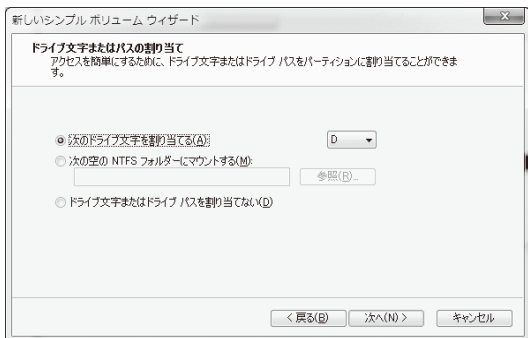 新しいシンプル ボリューム ウィザード
ドライブ文字またはパスの割り当て
アクセスを簡単にするために、ドライブ文字またはドライブ パスをパーティションに割り当てることができま
す。
次のドライブ文字を割り当てる(A): D
次の空の NTFS フォルダーにマウントする(M):
参照(R)...
ドライブ文字またはドライブ パスを割り当てない(D)
< 戻る(B) 次へ(N) > キャンセル